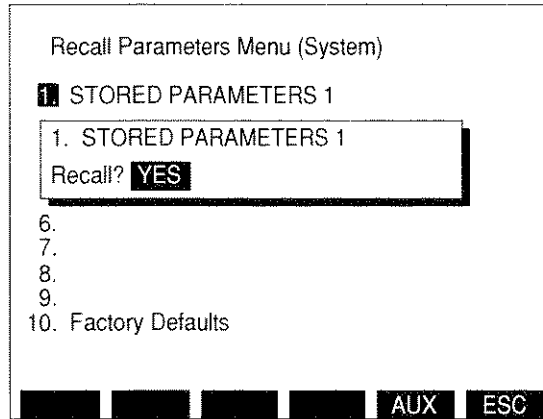 Recall Parameters Menu (System)
1. STORED PARAMETERS 1
1. STORED PARAMETERS 1
Recall? YES
6.
7.
8.
9.
10. Factory Defaults
AUX ESC